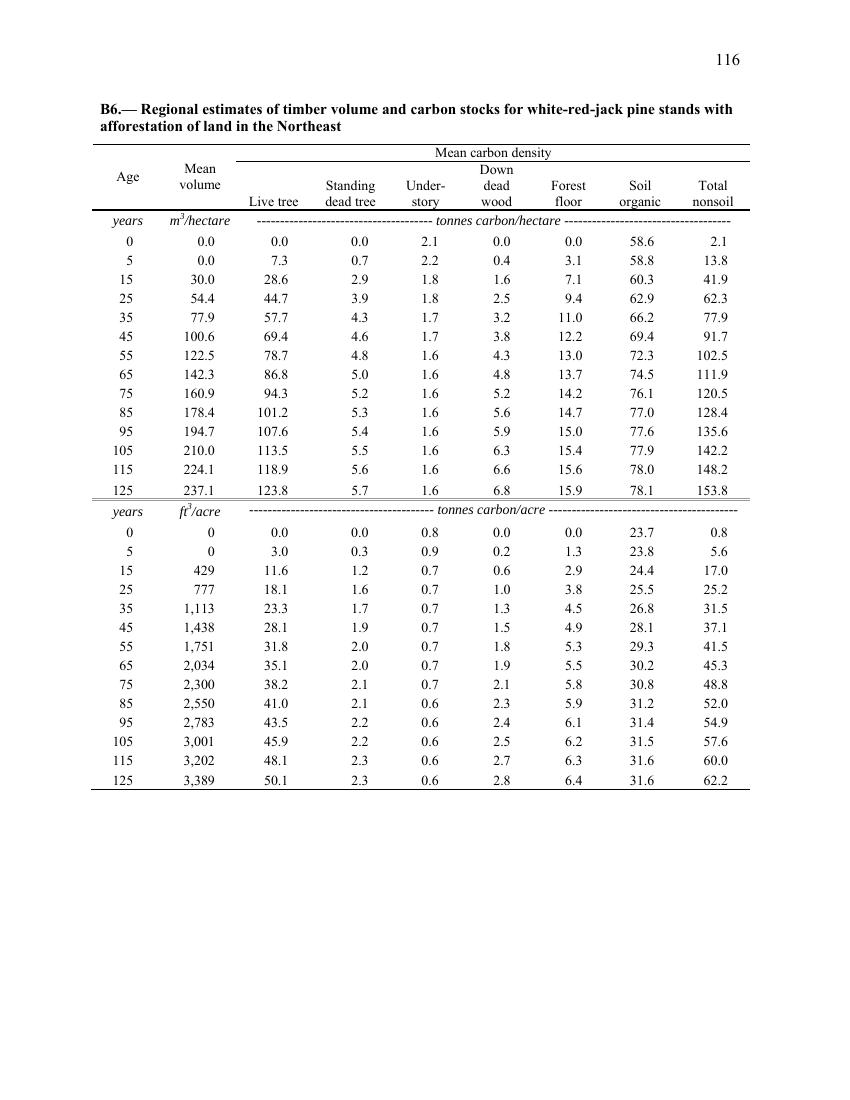 116
B6.— Regional estimates of timber volume and carbon stocks for white-red-jack pine stands with
afforestation of land in the Northeast
Age Mean volume Mean carbon density
Live tree Standing dead tree Under-story Down dead wood Forest floor Soil organic Total nonsoil
years m³/hectare -------------------------------------- tonnes carbon/hectare ------------------------------------
0 0.0 0.0 0.0 2.1 0.0 0.0 58.6 2.1
5 0.0 7.3 0.7 2.2 0.4 3.1 58.8 13.8
15 30.0 28.6 2.9 1.8 1.6 7.1 60.3 41.9
25 54.4 44.7 3.9 1.8 2.5 9.4 62.9 62.3
35 77.9 57.7 4.3 1.7 3.2 11.0 66.2 77.9
45 100.6 69.4 4.6 1.7 3.8 12.2 69.4 91.7
55 122.5 78.7 4.8 1.6 4.3 13.0 72.3 102.5
65 142.3 86.8 5.0 1.6 4.8 13.7 74.5 111.9
75 160.9 94.3 5.2 1.6 5.2 14.2 76.1 120.5
85 178.4 101.2 5.3 1.6 5.6 14.7 77.0 128.4
95 194.7 107.6 5.4 1.6 5.9 15.0 77.6 135.6
105 210.0 113.5 5.5 1.6 6.3 15.4 77.9 142.2
115 224.1 118.9 5.6 1.6 6.6 15.6 78.0 148.2
125 237.1 123.8 5.7 1.6 6.8 15.9 78.1 153.8
years ft³/acre ---------------------------------------- tonnes carbon/acre -----------------------------------------
0 0 0.0 0.0 0.8 0.0 0.0 23.7 0.8
5 0 3.0 0.3 0.9 0.2 1.3 23.8 5.6
15 429 11.6 1.2 0.7 0.6 2.9 24.4 17.0
25 777 18.1 1.6 0.7 1.0 3.8 25.5 25.2
35 1,113 23.3 1.7 0.7 1.3 4.5 26.8 31.5
45 1,438 28.1 1.9 0.7 1.5 4.9 28.1 37.1
55 1,751 31.8 2.0 0.7 1.8 5.3 29.3 41.5
65 2,034 35.1 2.0 0.7 1.9 5.5 30.2 45.3
75 2,300 38.2 2.1 0.7 2.1 5.8 30.8 48.8
85 2,550 41.0 2.1 0.6 2.3 5.9 31.2 52.0
95 2,783 43.5 2.2 0.6 2.4 6.1 31.4 54.9
105 3,001 45.9 2.2 0.6 2.5 6.2 31.5 57.6
115 3,202 48.1 2.3 0.6 2.7 6.3 31.6 60.0
125 3,389 50.1 2.3 0.6 2.8 6.4 31.6 62.2